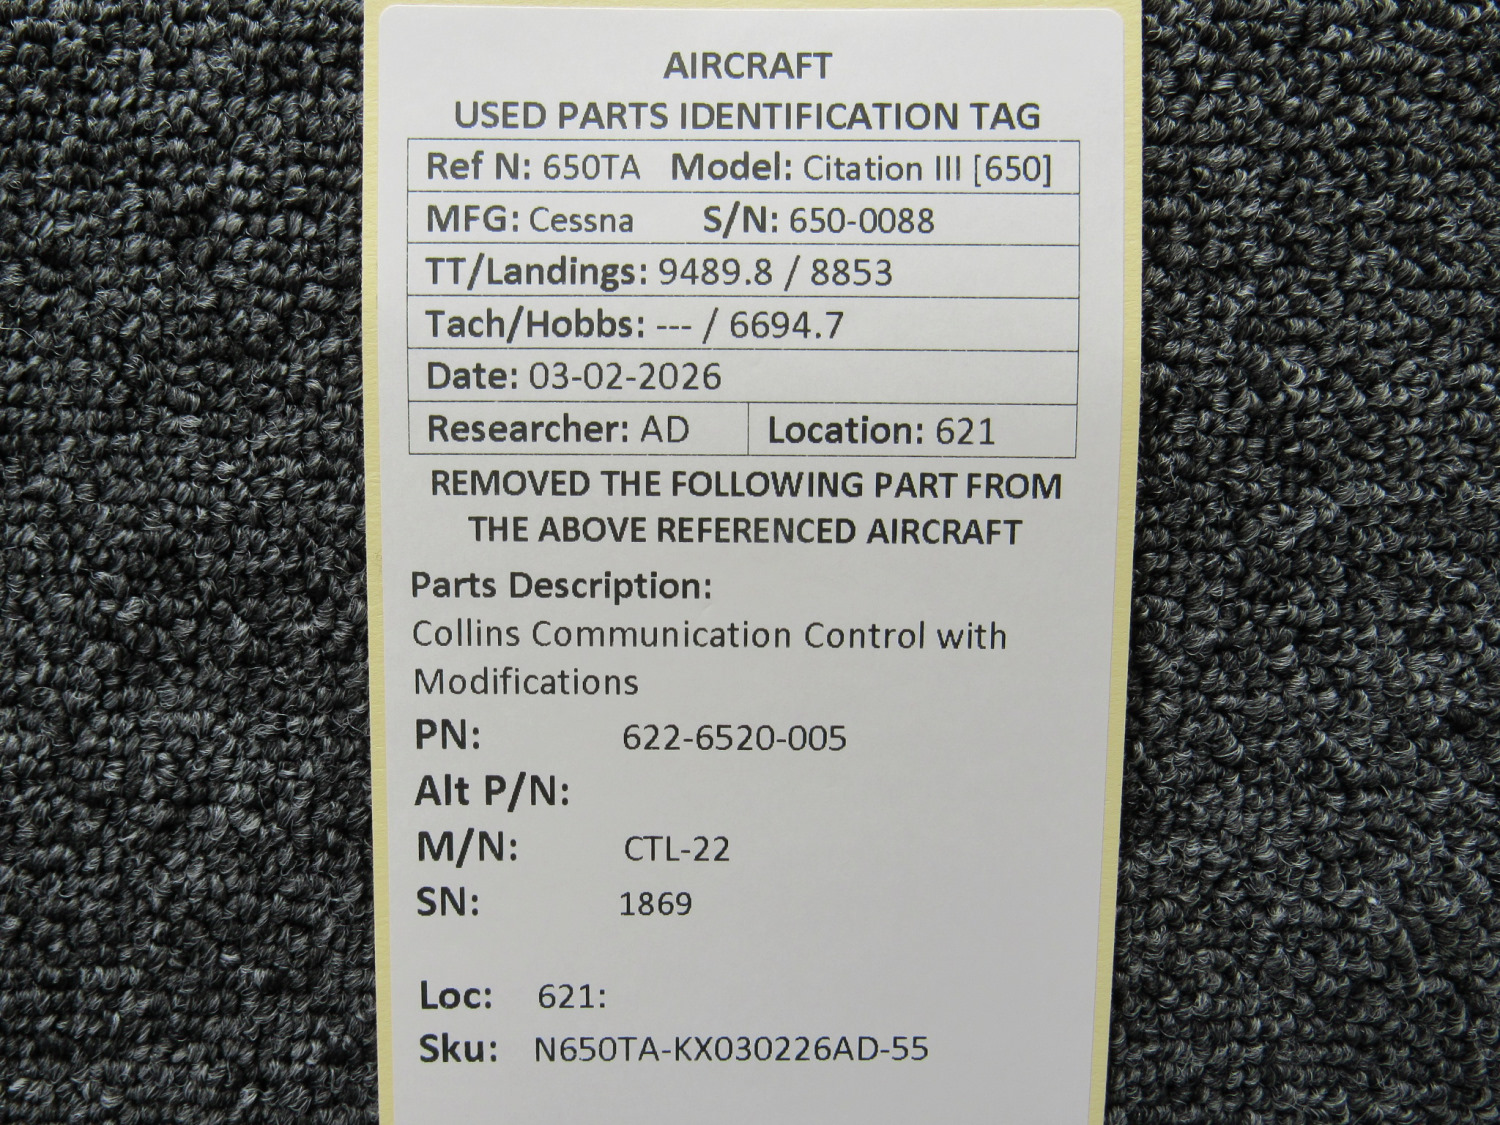 AIRCRAFT
USED PARTS IDENTIFICATION TAG
Ref N: 650TA Model: Citation III [650]
MFG: Cessna S/N: 650-0088
TT/Landings: 9489.8 / 8853
Tach/Hobbs: --- / 6694.7
Date: 03-02-2026
Researcher: AD Location: 621
REMOVED THE FOLLOWING PART FROM
THE ABOVE REFERENCED AIRCRAFT
Parts Description:
Collins Communication Control with
Modifications
PN: 622-6520-005
Alt P/N:
M/N: CTL-22
SN: 1869
Loc: 621:
Sku: N650TA-KX030226AD-55